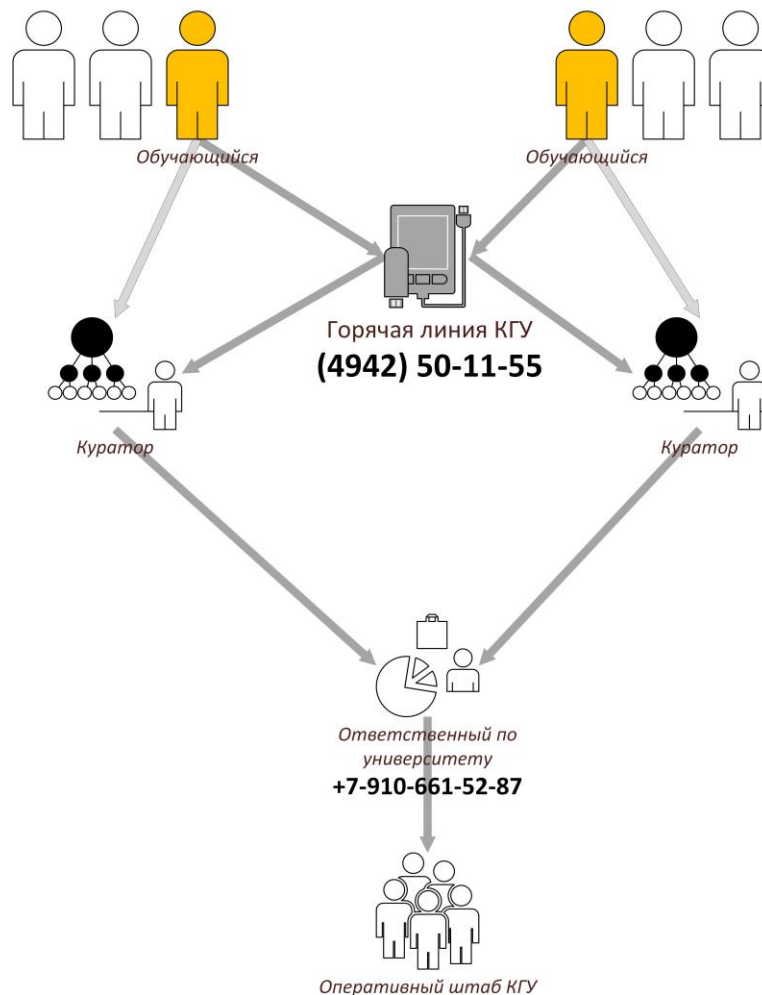 Обучающийся
Обучающийся
Горячая линия КГУ
(4942) 50-11-55
Куратор
Куратор
Ответственный по
университету
+7-910-661-52-87
Оперативный штаб КГУ